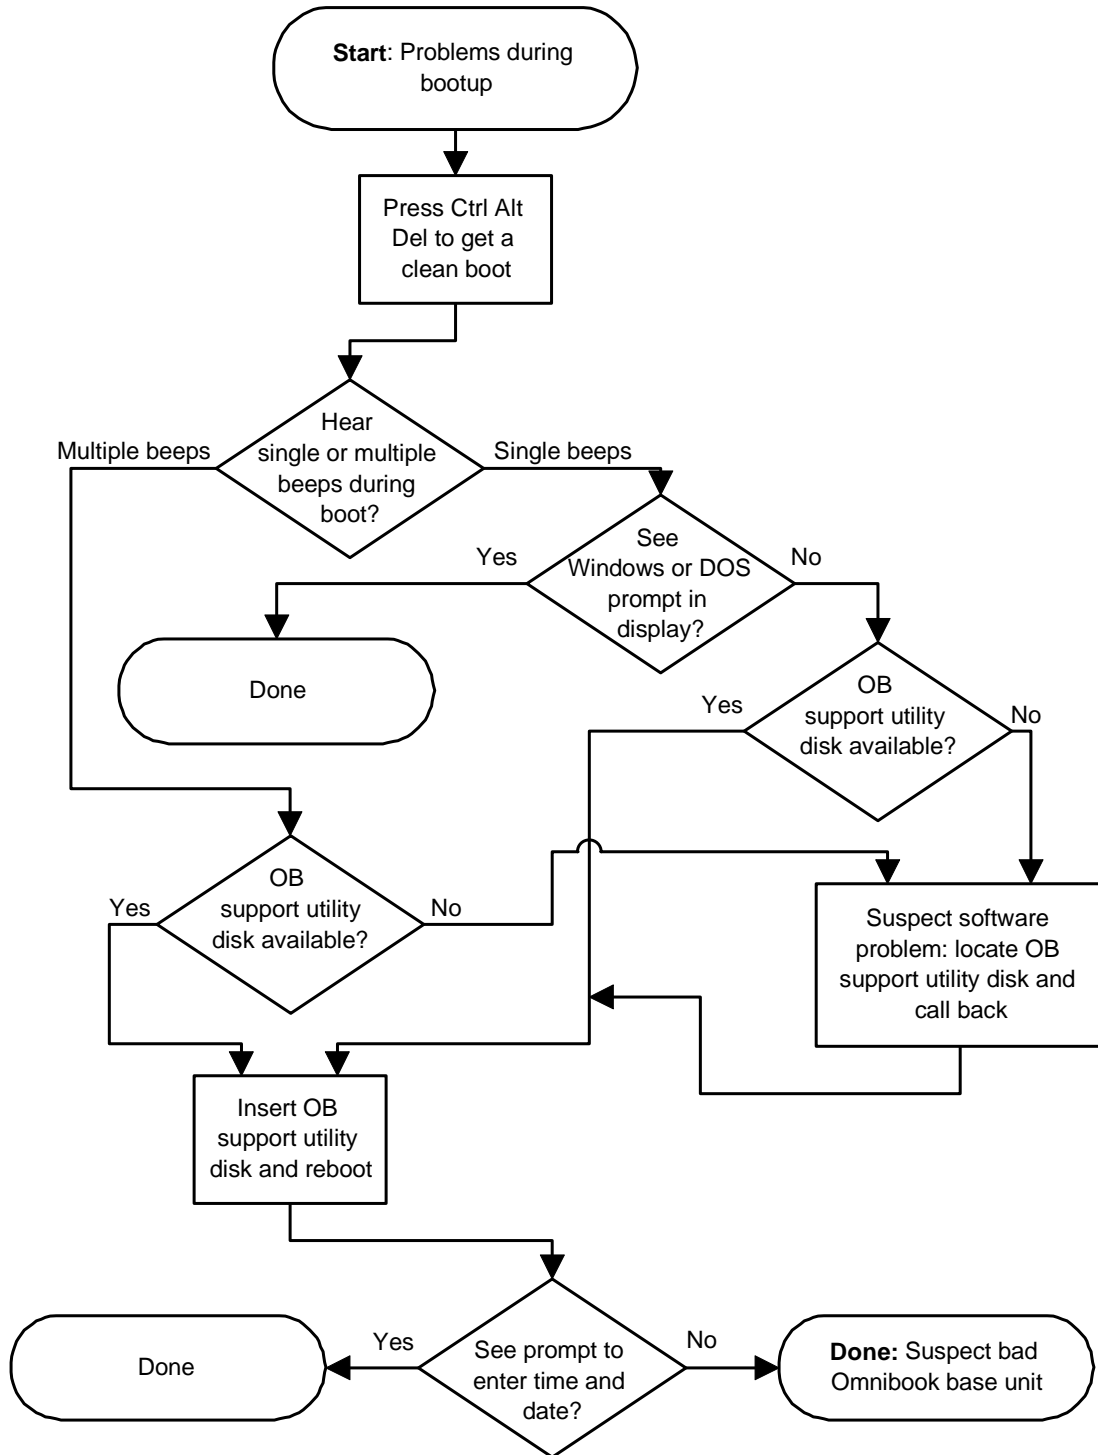 Start: Problems during
bootup
Press Ctrl Alt
Del to get a
clean boot
Hear
single or multiple
beeps during
boot?
Multiple beeps
Single beeps
See
Windows or DOS
prompt in
display?
Yes
No
Done
OB
support utility
disk available?
Yes
No
OB
support utility
disk available?
Yes
No
Suspect software
problem: locate OB
support utility disk and
call back
Insert OB
support utility
disk and reboot
See prompt to
enter time and
date?
Yes
No
Done
Done: Suspect bad
Omnibook base unit